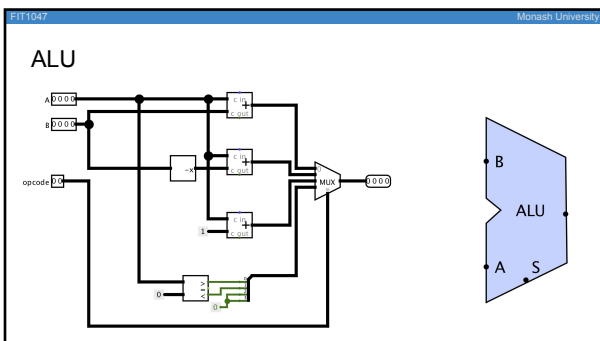 FIT1047 Monash University
ALU
A 0000
B 0000
opcode 00
c in
+
c out
-x
c in
+
c out
c in
+
c out
1
MUX
0000
0
>
=
<
0
B
ALU
A
S